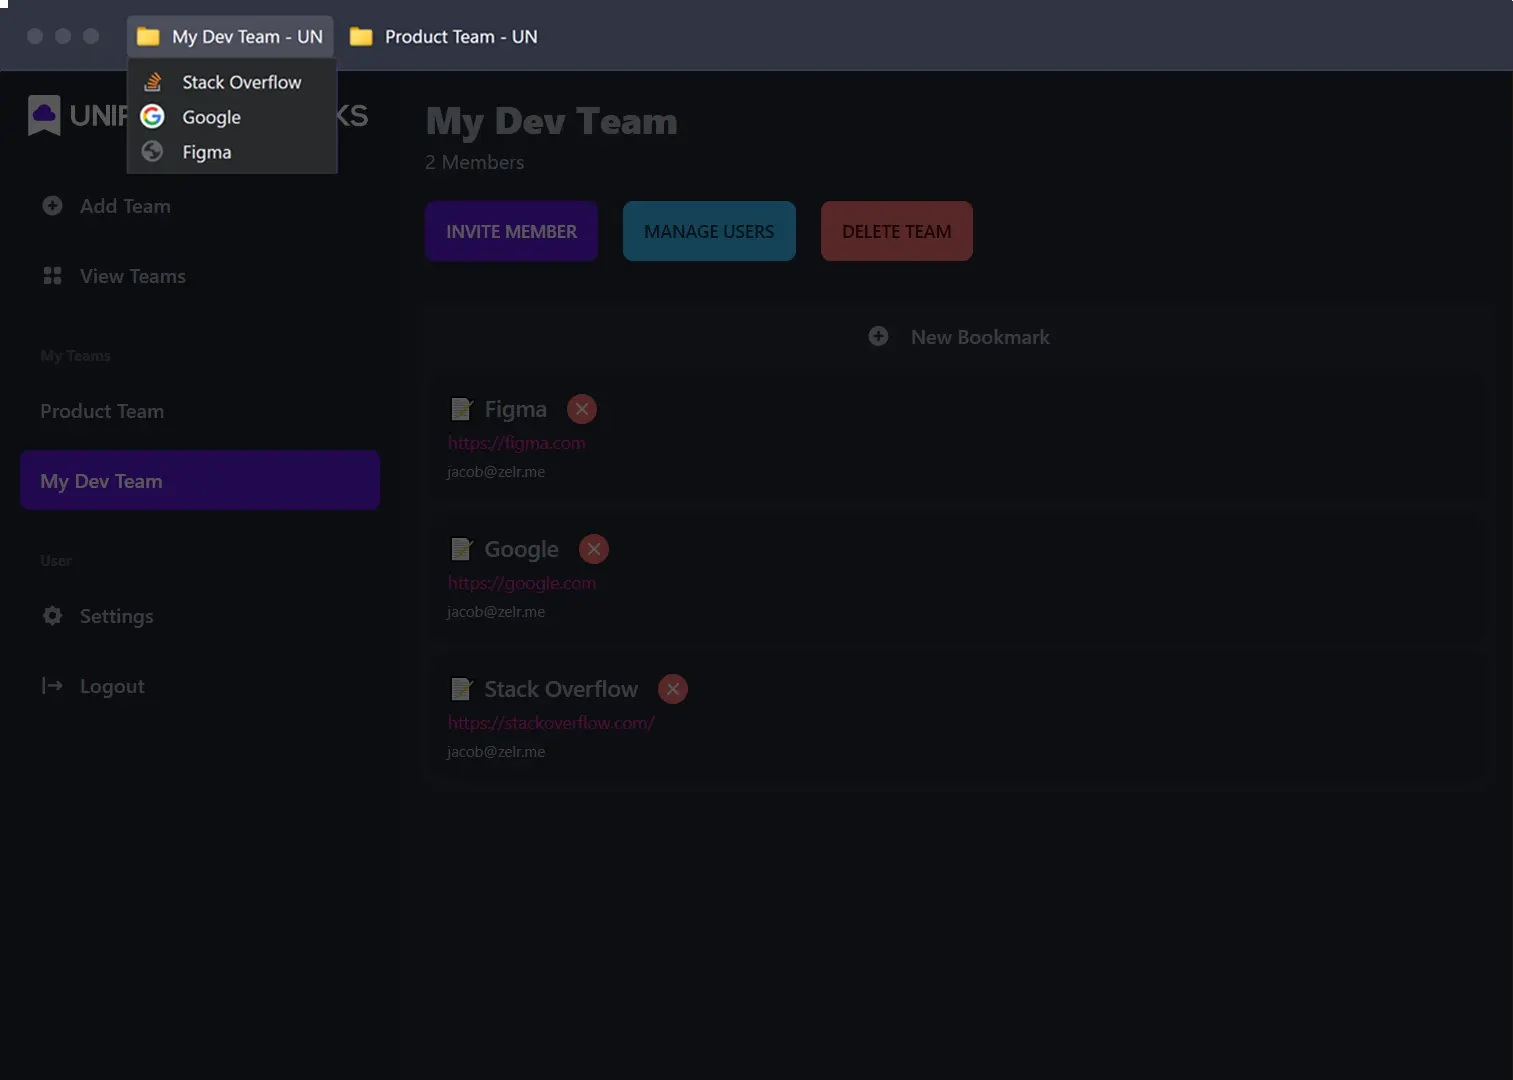 My Dev Team - UN
Product Team - UN
Stack Overflow
Google
Figma
My Dev Team
2 Members
Add Team
View Teams
INVITE MEMBER
MANAGE USERS
DELETE TEAM
New Bookmark
My Teams
Product Team
My Dev Team
User
Settings
Logout
Figma
https://figma.com
jacob@zelr.me
Google
https://google.com
jacob@zelr.me
Stack Overflow
https://stackoverflow.com/
jacob@zelr.me